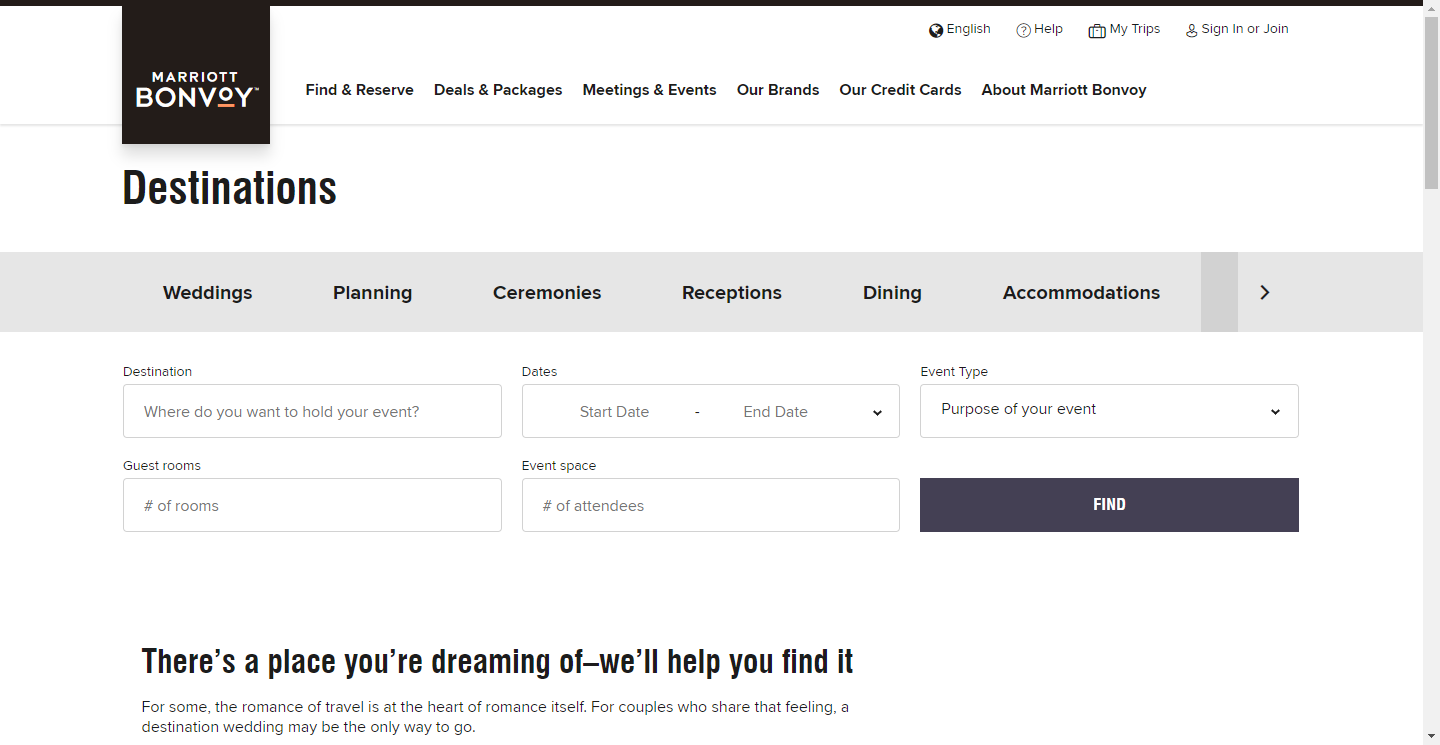 English Help My Trips Sign In or Join
MARRIOTT
BONVOY™
Find & Reserve Deals & Packages Meetings & Events Our Brands Our Credit Cards About Marriott Bonvoy
Destinations
Weddings Planning Ceremonies Receptions Dining Accommodations
Destination Dates Event Type
Where do you want to hold your event? Start Date - End Date Purpose of your event
Guest rooms Event space
# of rooms # of attendees FIND
There's a place you're dreaming of–we'll help you find it
For some, the romance of travel is at the heart of romance itself. For couples who share that feeling, a
destination wedding may be the only way to go.